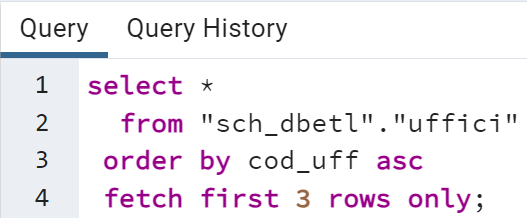 Query Query History
1 select *
2 from "sch_dbetl"."uffici"
3 order by cod_uff asc
4 fetch first 3 rows only;